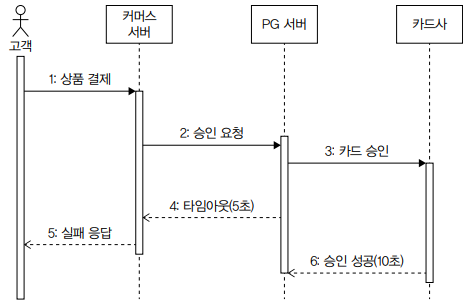 커머스
서버
PG 서버
카드사
고객
1: 상품 결제
2: 승인 요청
3: 카드 승인
4: 타임아웃(5초)
5: 실패 응답
6: 승인 성공(10초)